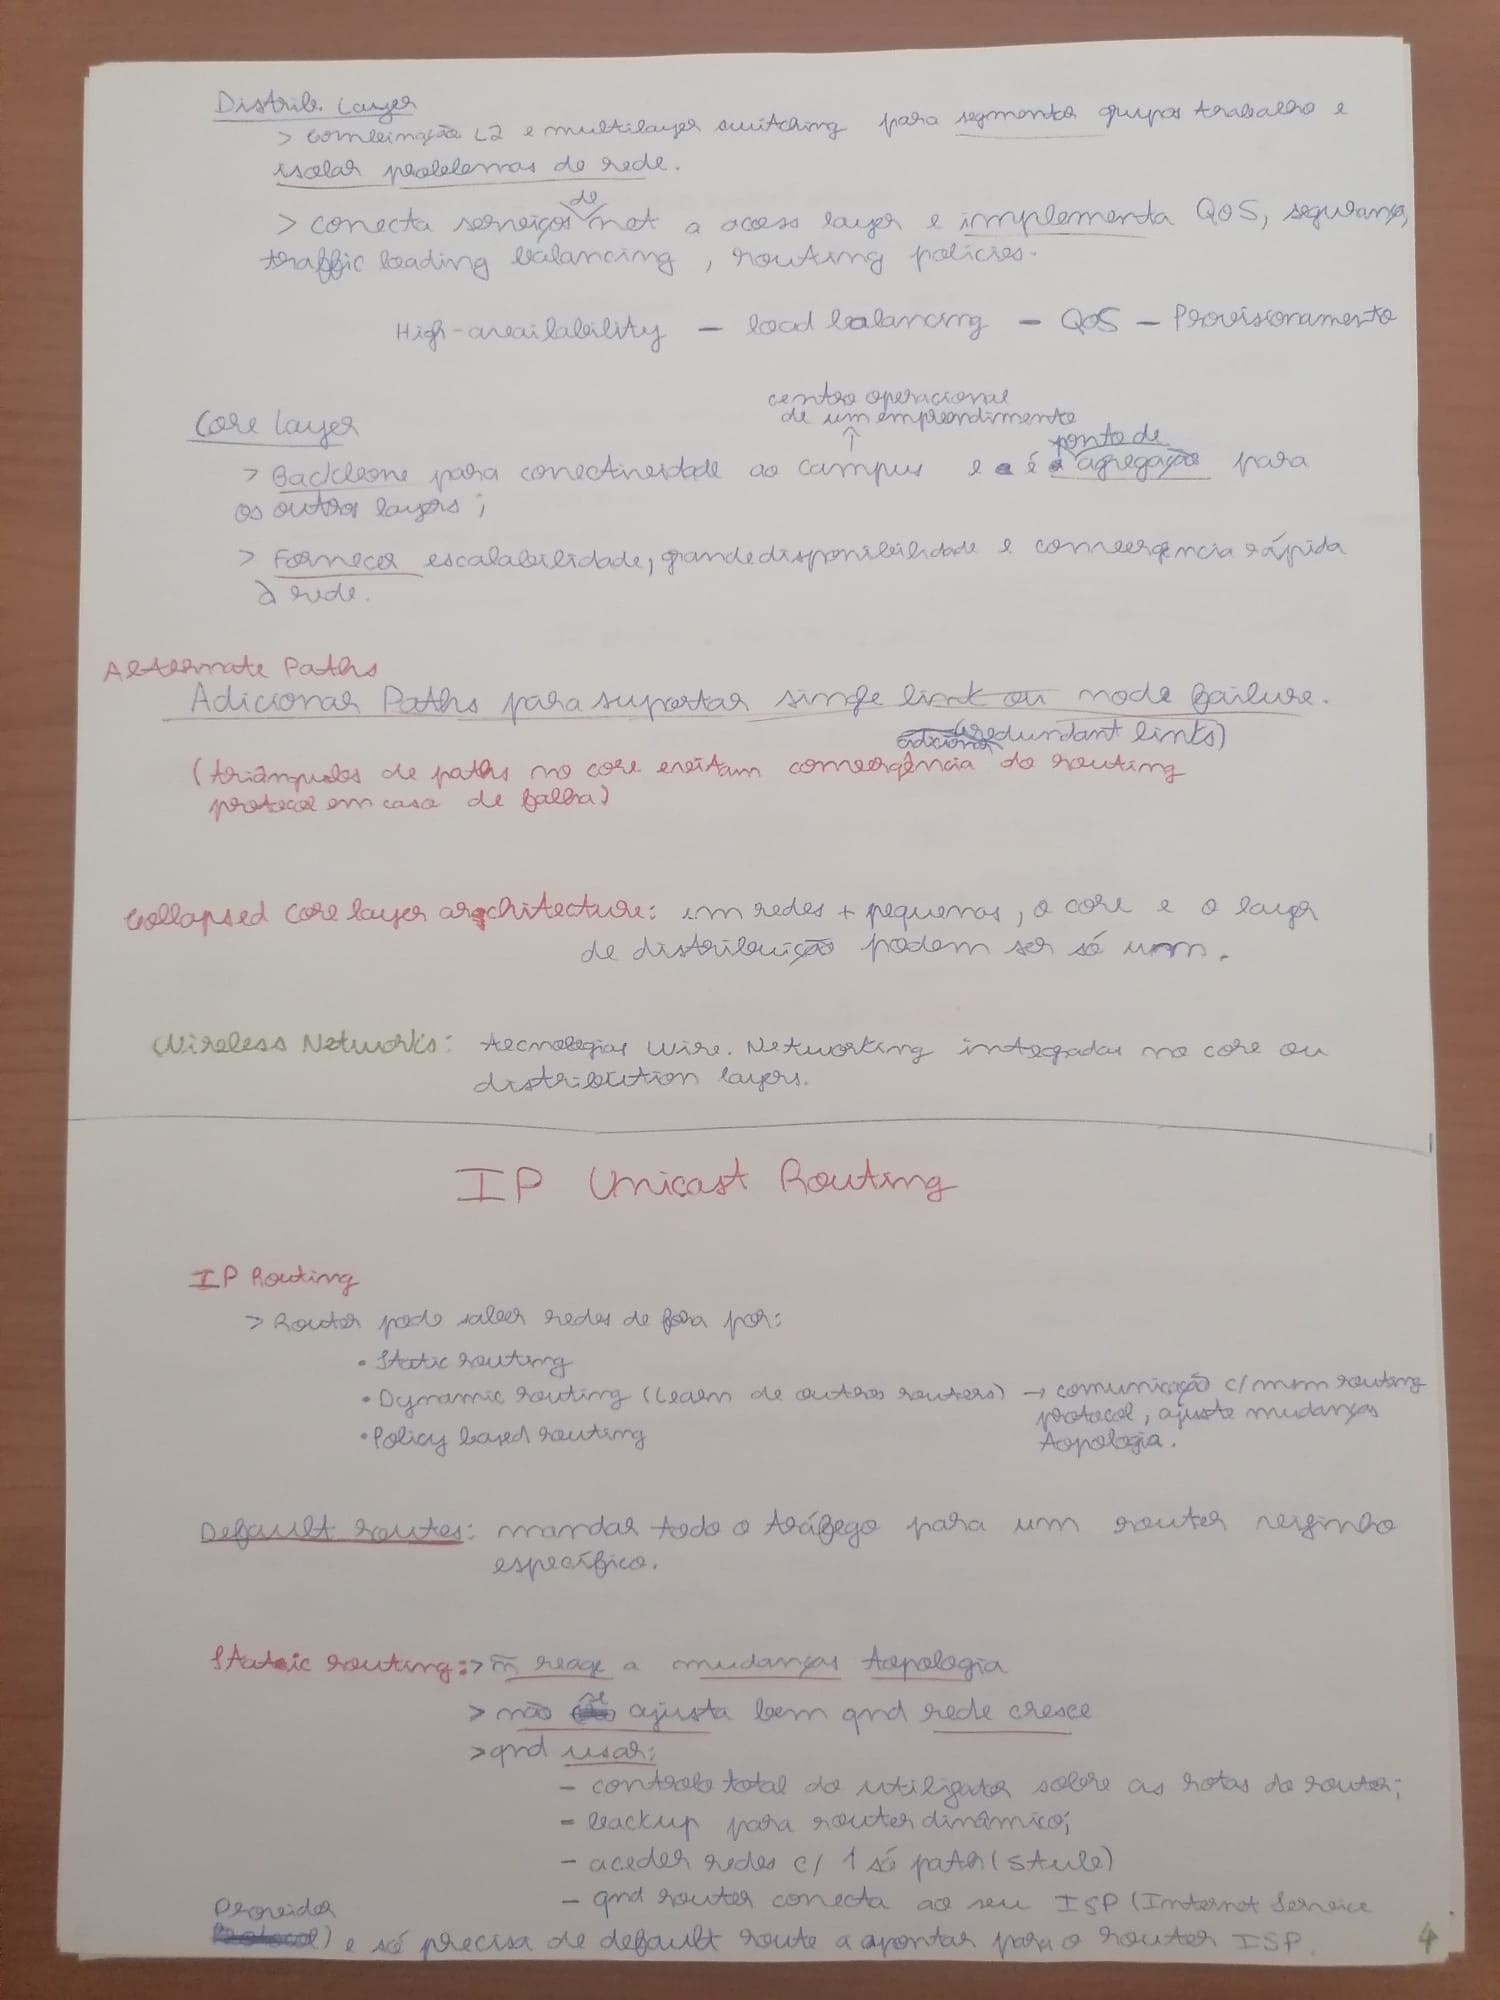 Distrib. Layer
> combinação L2 e multilayer switching para segmentar grupos trabalho e
isolar problemas de rede.
> conecta serviços de net a acess layer e implementa QoS, segurança,
traffic loading balancing, routing policies.
High-availability – load balancing – QoS – Provisionamento
Core Layer
centro operacional
de um empreendimento
↑
> Backbone para conectividade ao campus e é ponto de agregação para
os outros layers;
> Fornecer escalabilidade, grande disponibilidade e convergência rápida
à rede.
Alternate Paths
Adicionar Paths para suportar single link ou node failure.
(redundant links)
(triângulos de paths no core evitam convergência do routing
protocol em caso de falha)
Collapsed core layer architecture: em redes + pequenas, o core e o layer
de distribuição podem ser só um.
Wireless Networks: tecnologias wire. Networking integradas no core ou
distribution layers.
IP Unicast Routing
IP Routing
> Router pode saber redes de fora por:
• Static routing
• Dynamic routing (learn de outros routers) → comunicação c/ msm routing
protocol, ajuste mudanças
topologia.
• Policy based routing
Default routes: mandar todo o tráfego para um router vizinho
específico.
Static routing: > ñ reage a mudanças topologia
> não se ajusta bem qnd rede cresce
> qnd usar:
– controlo total do utilizador sobre as rotas do router;
– backup para router dinâmico;
– aceder redes c/ 1 só path (stub)
– qnd router conecta ao seu ISP (Internet Service
Provider) e só precisa de default route a apontar para o router ISP.
4